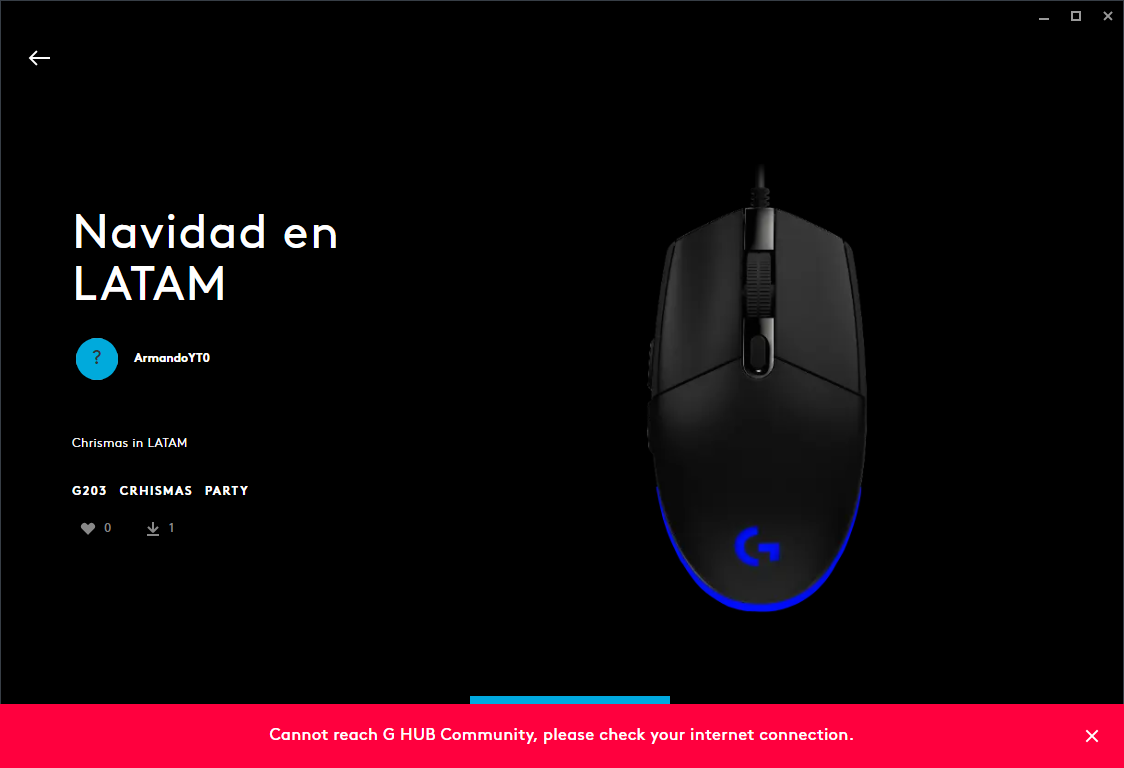 Navidad en
LATAM
?
ArmandoYT0
Chrismas in LATAM
G203 CRHISMAS PARTY
0 1
Cannot reach G HUB Community, please check your internet connection.